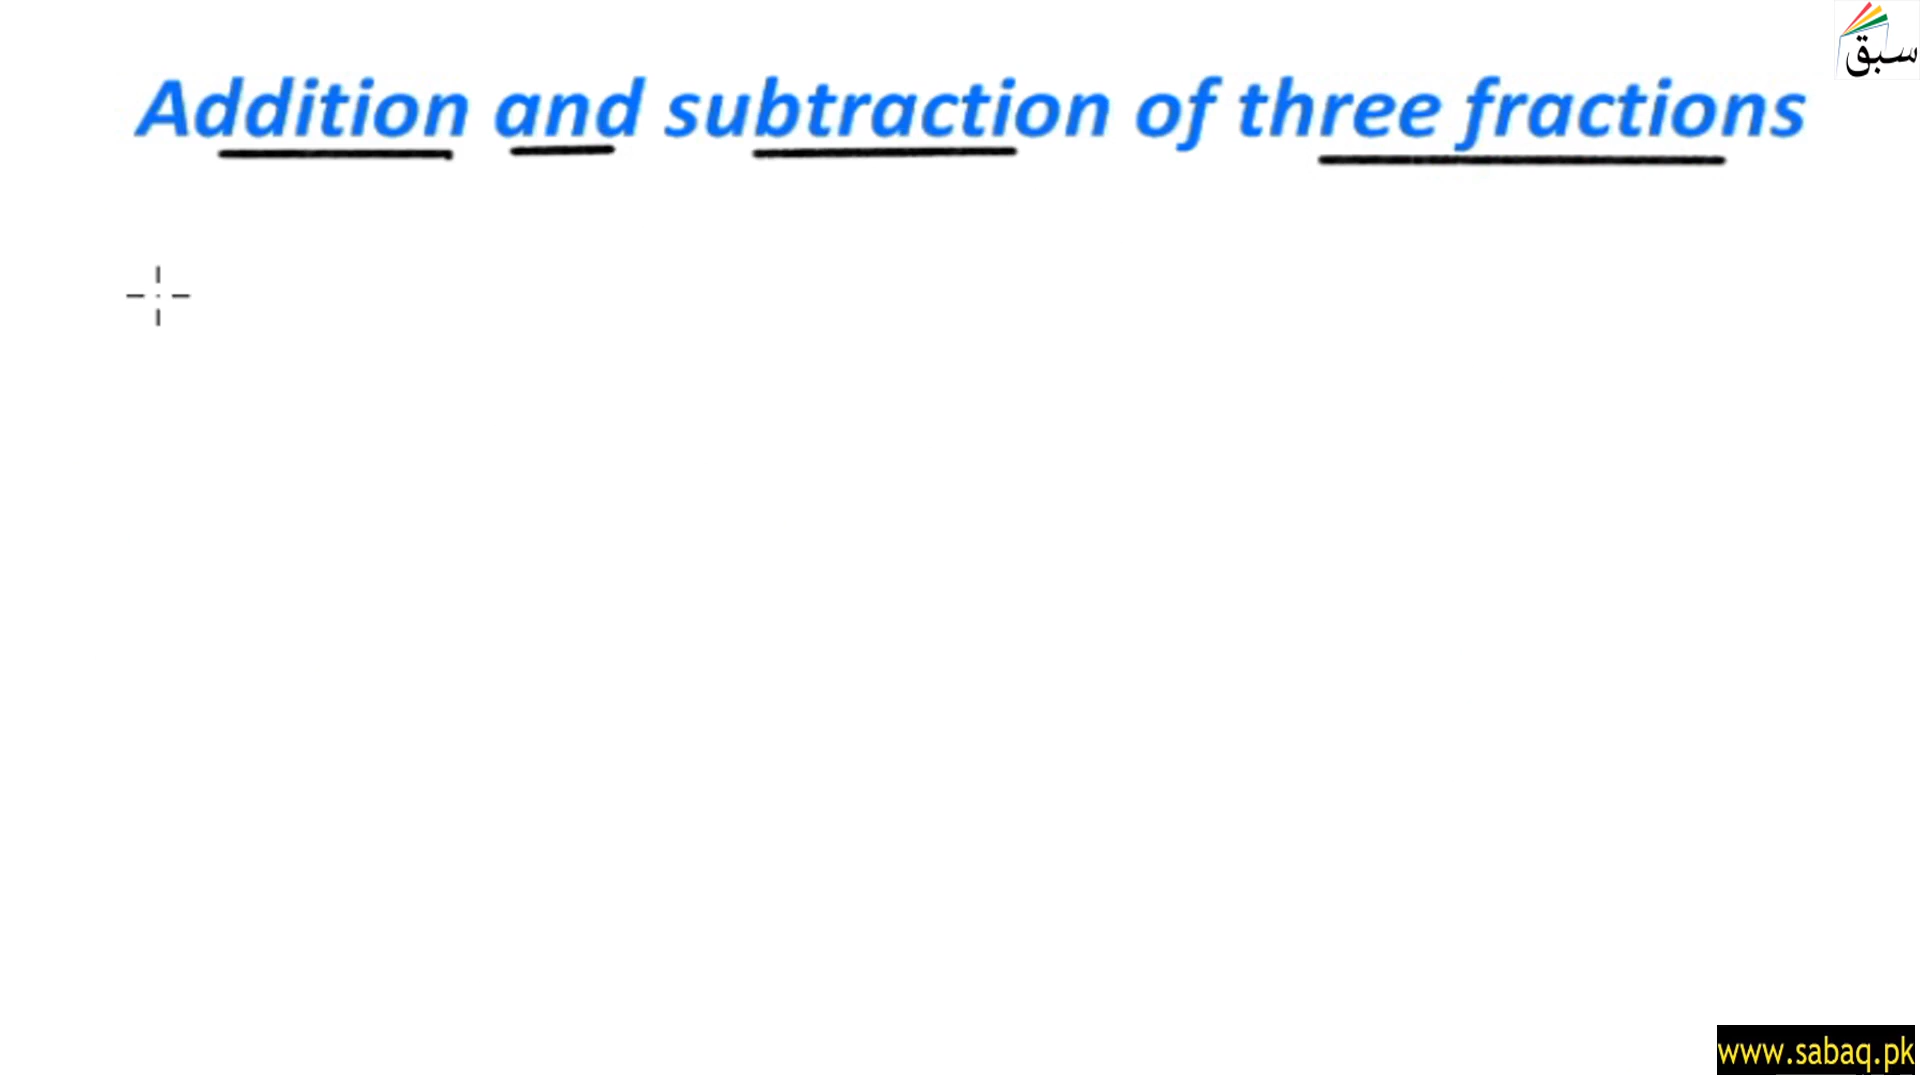 سبق
Addition and subtraction of three fractions
www.sabaq.pk